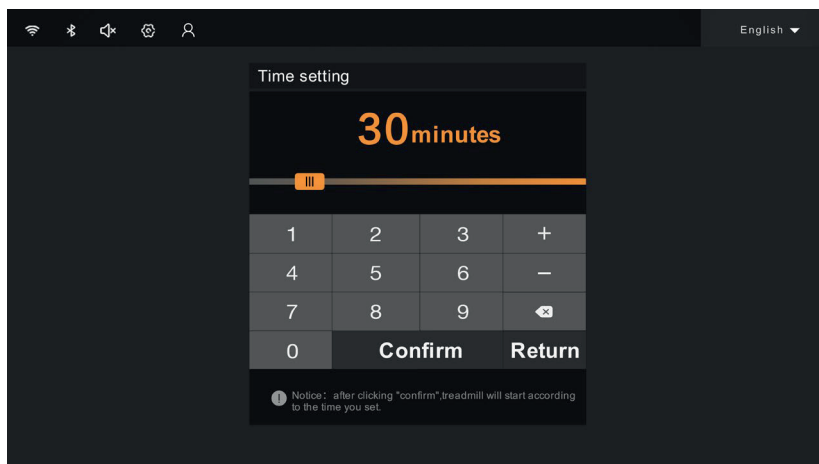 English
Time setting
30minutes
1 2 3 +
4 5 6 −
7 8 9
0 Confirm Return
Notice： after clicking "confirm",treadmill will start according
to the time you set.